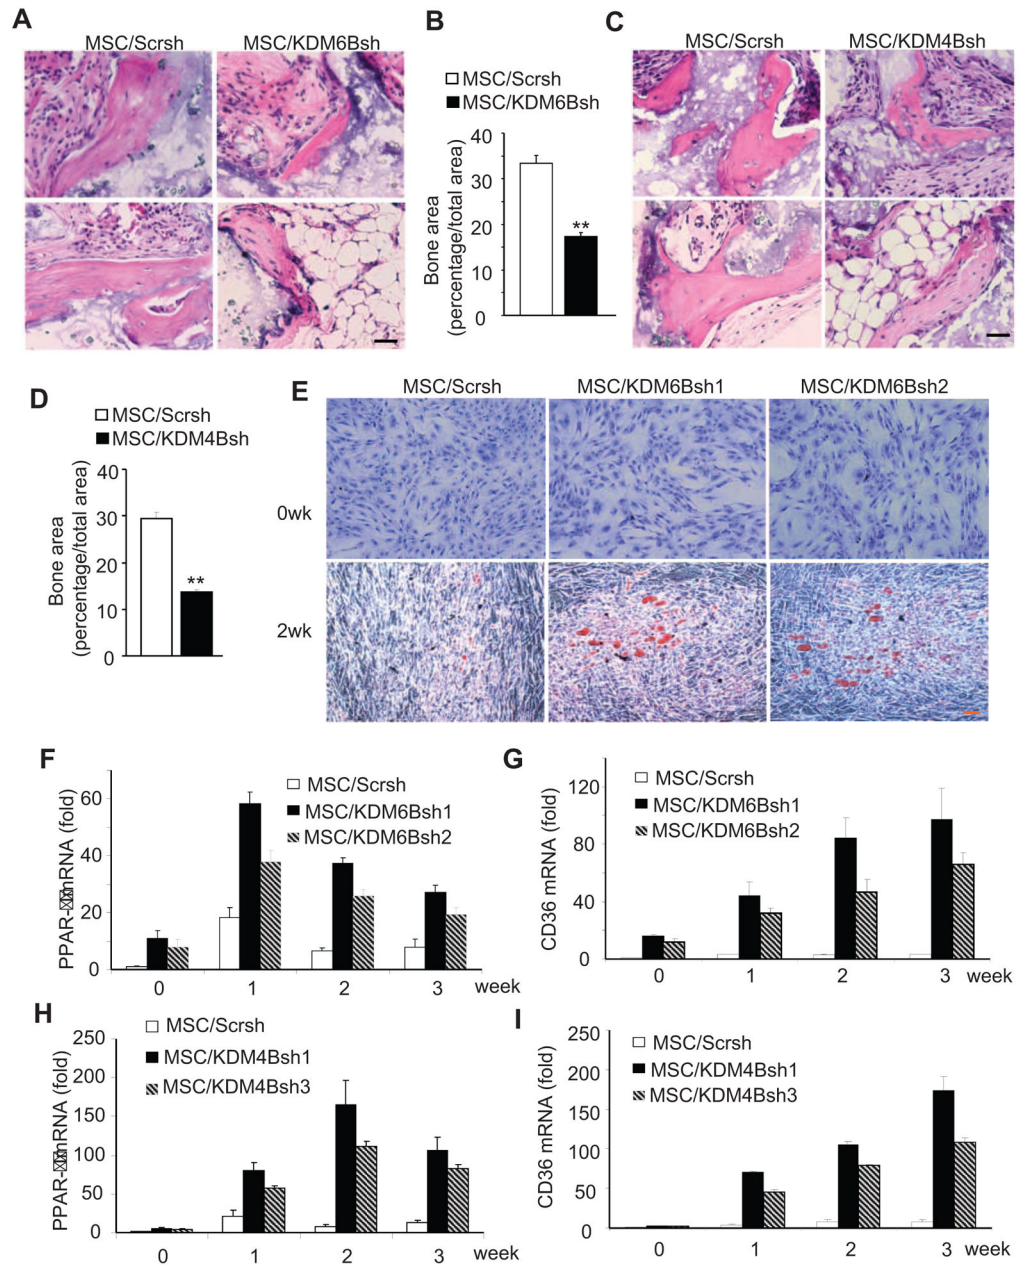 A
MSC/Scrsh
MSC/KDM6Bsh
B
MSC/Scrsh
MSC/KDM6Bsh
Bone area
(percentage/total area)
40
30
20
10
0
**
C
MSC/Scrsh
MSC/KDM4Bsh
D
MSC/Scrsh
MSC/KDM4Bsh
Bone area
(percentage/total area)
40
30
20
10
0
**
E
MSC/Scrsh
MSC/KDM6Bsh1
MSC/KDM6Bsh2
0wk
2wk
F
MSC/Scrsh
MSC/KDM6Bsh1
MSC/KDM6Bsh2
PPAR- mRNA (fold)
60
40
20
0
0 1 2 3 week
G
MSC/Scrsh
MSC/KDM6Bsh1
MSC/KDM6Bsh2
CD36 mRNA (fold)
120
80
40
0
0 1 2 3 week
H
MSC/Scrsh
MSC/KDM4Bsh1
MSC/KDM4Bsh3
PPAR- mRNA (fold)
250
200
150
100
50
0
0 1 2 3 week
I
MSC/Scrsh
MSC/KDM4Bsh1
MSC/KDM4Bsh3
CD36 mRNA (fold)
250
200
150
100
50
0
0 1 2 3 week